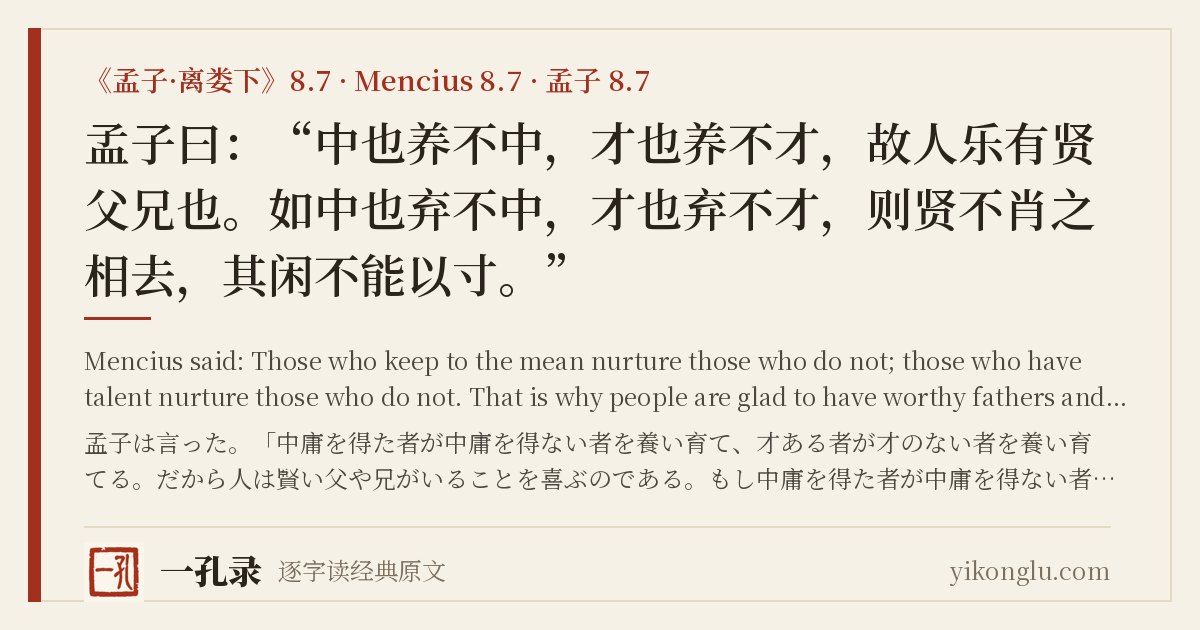 《孟子·离娄下》8.7 · Mencius 8.7 · 孟子 8.7
孟子曰：“中也养不中，才也养不才，故人乐有贤
父兄也。如中也弃不中，才也弃不才，则贤不肖之
相去，其闲不能以寸。”
Mencius said: Those who keep to the mean nurture those who do not; those who have
talent nurture those who do not. That is why people are glad to have worthy fathers and...
孟子は言った。「中庸を得た者が中庸を得ない者を養い育て、才ある者が才のない者を養い育
てる。だから人は賢い父や兄がいることを喜ぶのである。もし中庸を得た者が中庸を得ない者…
一孔
一孔录
逐字读经典原文
yikonglu.com